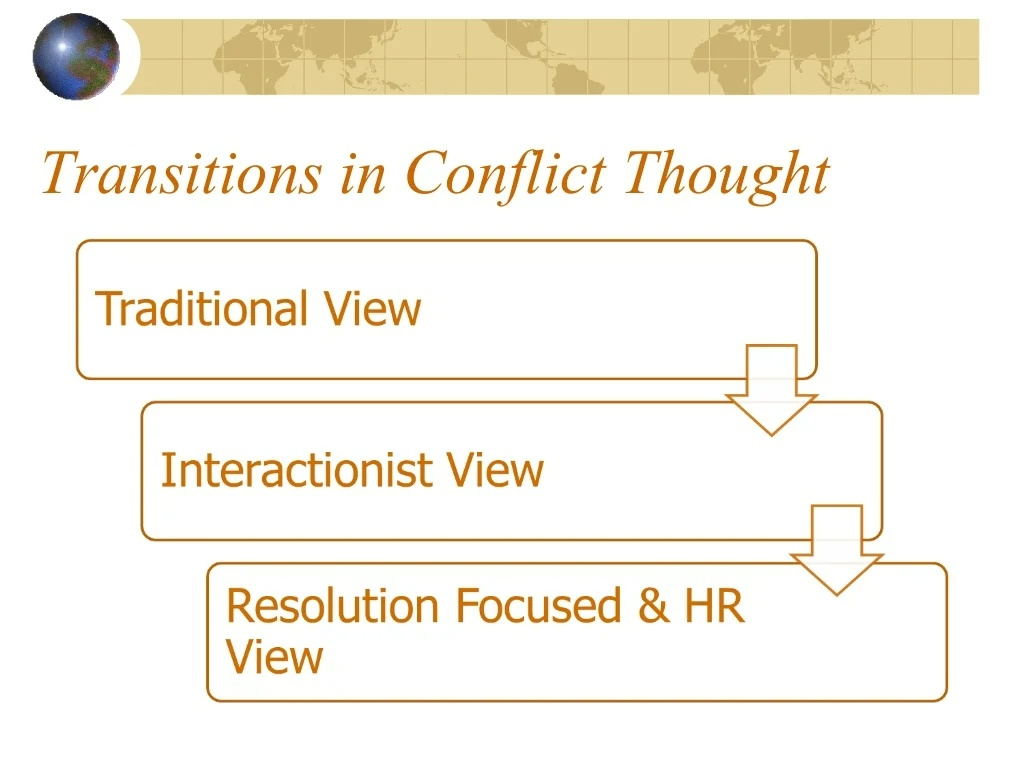 Transitions in Conflict Thought
Traditional View
Interactionist View
Resolution Focused & HR
View